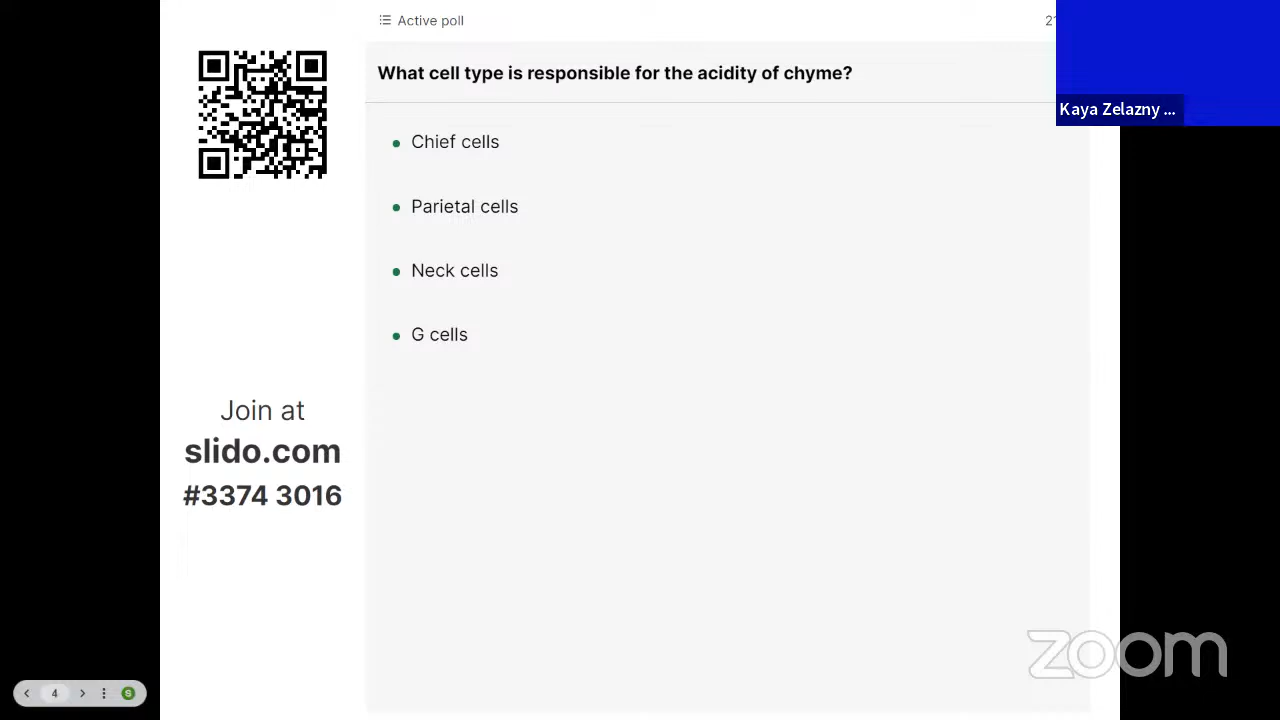 Active poll
What cell type is responsible for the acidity of chyme?
Kaya Zelazny ...
Chief cells
Parietal cells
Neck cells
G cells
Join at
slido.com
#3374 3016
zoom
4
S